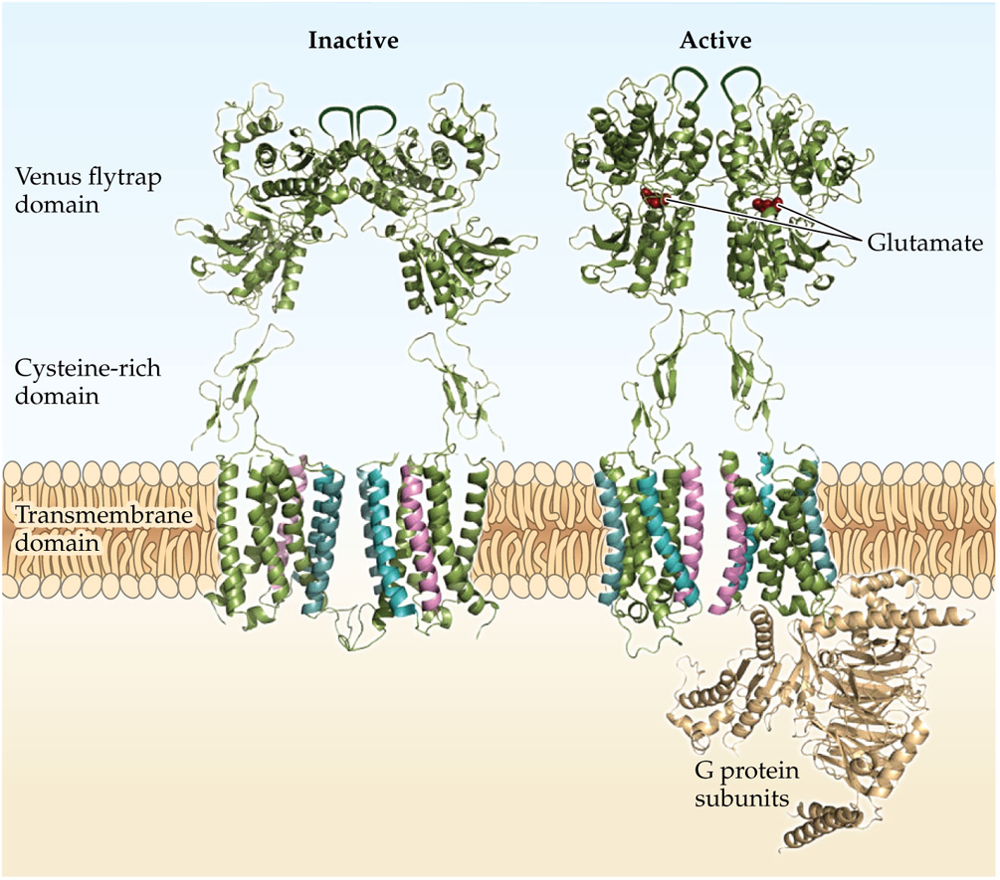 Inactive
Active
Venus flytrap
domain
Glutamate
Cysteine-rich
domain
Transmembrane
domain
G protein
subunits